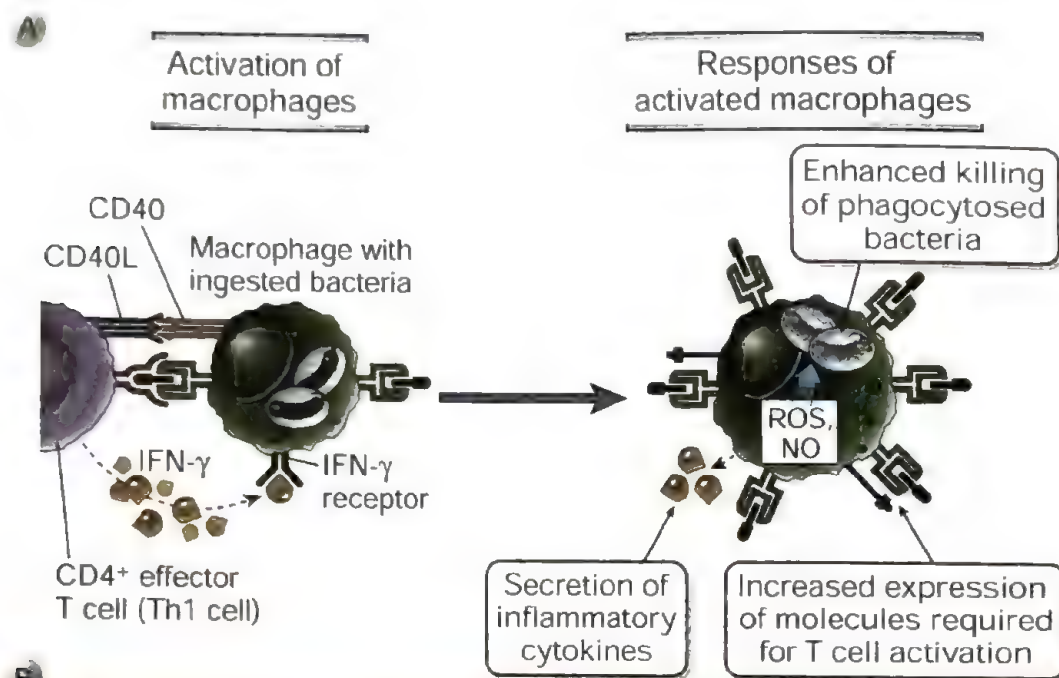 A
Activation of
macrophages
Responses of
activated macrophages
Enhanced killing
of phagocytosed
bacteria
CD40
CD40L
Macrophage with
ingested bacteria
ROS,
NO
IFN-γ
IFN-γ
receptor
CD4⁺ effector
T cell (Th1 cell)
Secretion of
inflammatory
cytokines
Increased expression
of molecules required
for T cell activation